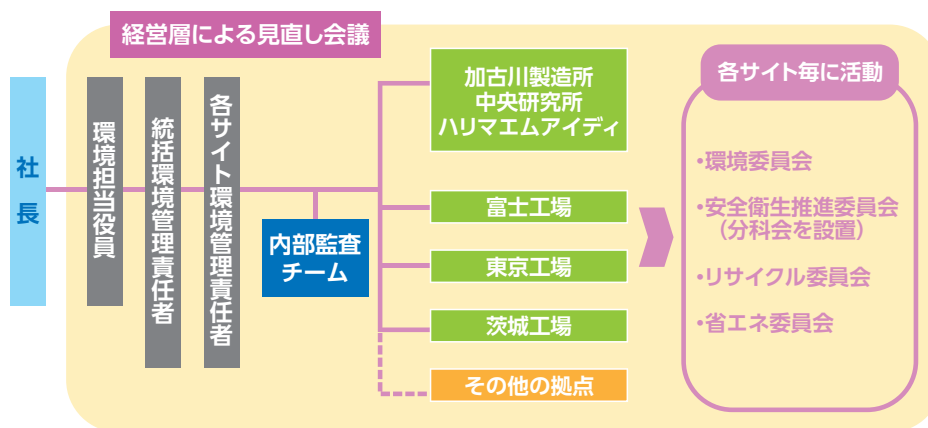 経営層による見直し会議
社長
環境担当役員
統括環境管理責任者
各サイト環境管理責任者
内部監査
チーム
加古川製造所
中央研究所
ハリマエムアイディ
富士工場
東京工場
茨城工場
その他の拠点
各サイト毎に活動
・環境委員会
・安全衛生推進委員会
（分科会を設置）
・リサイクル委員会
・省エネ委員会